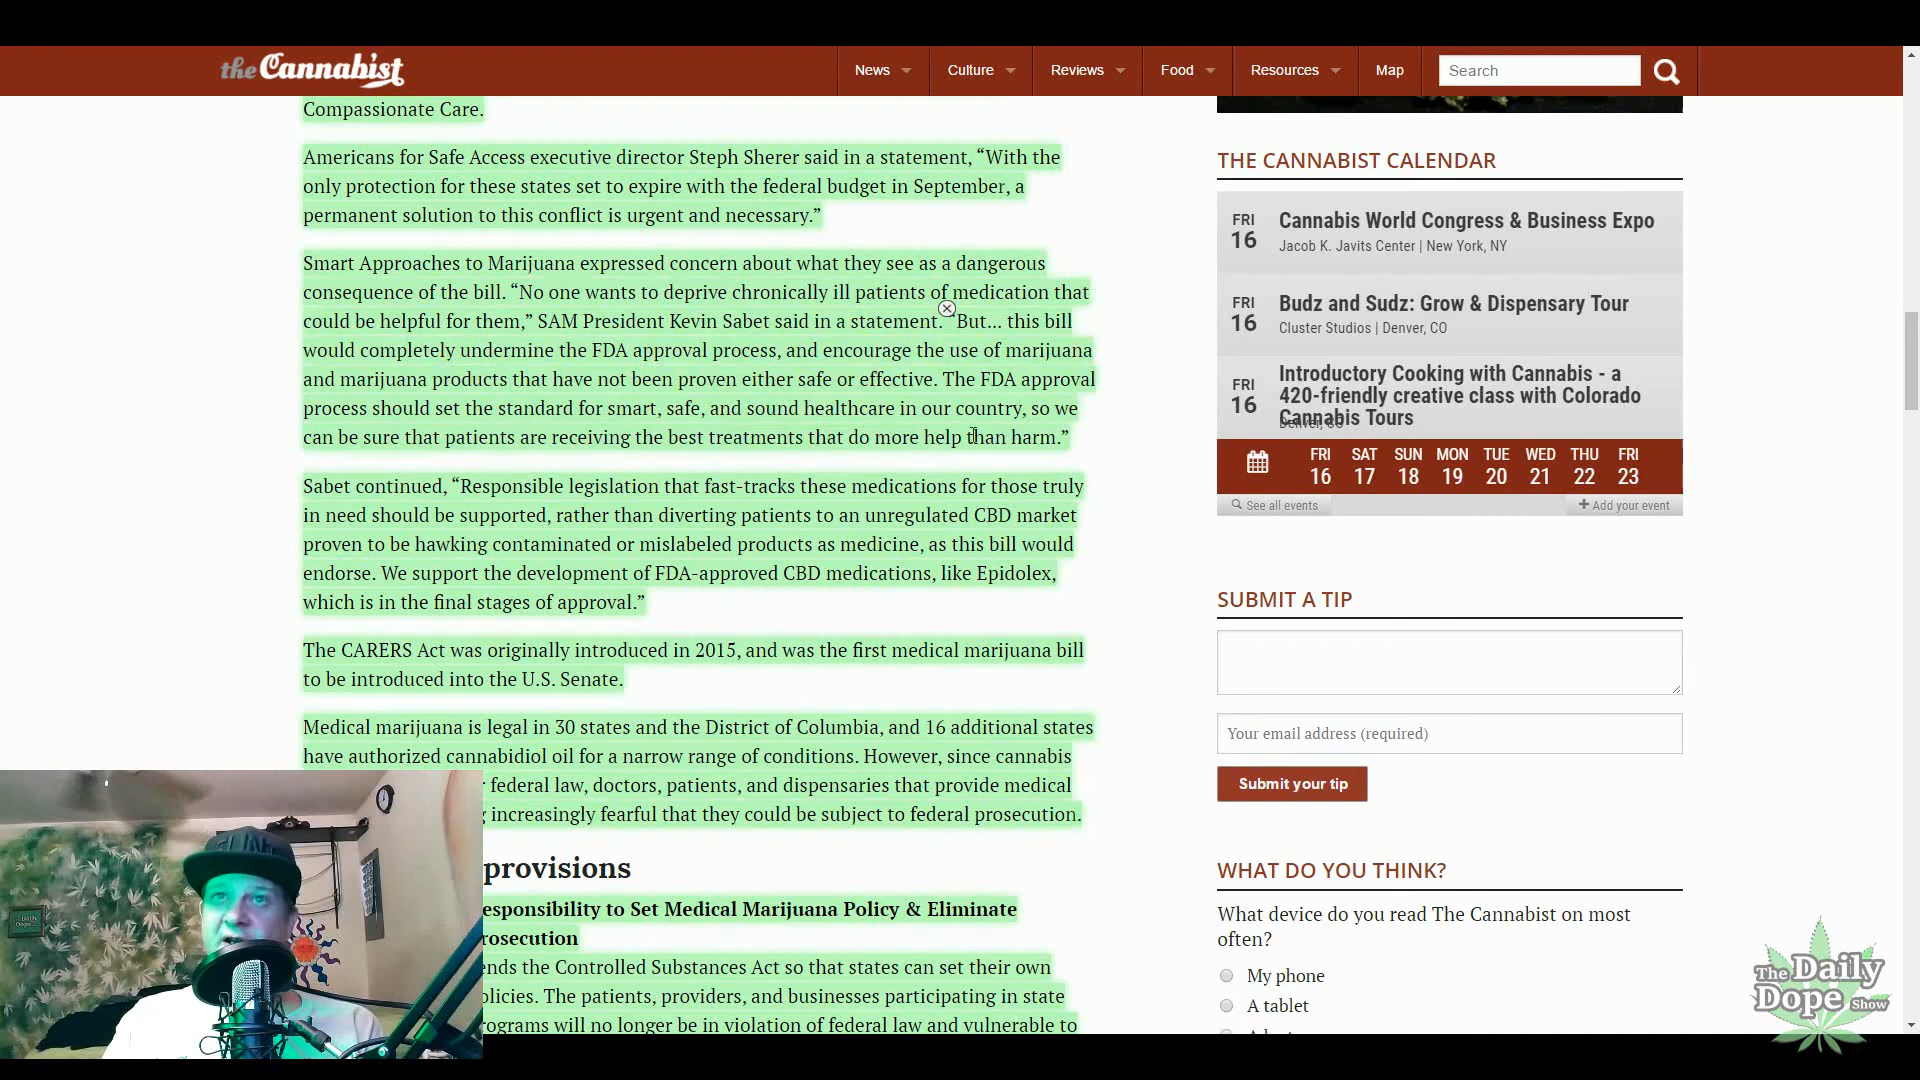 the Cannabist
News
Culture
Reviews
Food
Resources
Map
Search
Compassionate Care.
Americans for Safe Access executive director Steph Sherer said in a statement, “With the
only protection for these states set to expire with the federal budget in September, a
permanent solution to this conflict is urgent and necessary.”
Smart Approaches to Marijuana expressed concern about what they see as a dangerous
consequence of the bill. “No one wants to deprive chronically ill patients of medication that
could be helpful for them,” SAM President Kevin Sabet said in a statement. “But... this bill
would completely undermine the FDA approval process, and encourage the use of marijuana
and marijuana products that have not been proven either safe or effective. The FDA approval
process should set the standard for smart, safe, and sound healthcare in our country, so we
can be sure that patients are receiving the best treatments that do more help than harm.”
Sabet continued, “Responsible legislation that fast-tracks these medications for those truly
in need should be supported, rather than diverting patients to an unregulated CBD market
proven to be hawking contaminated or mislabeled products as medicine, as this bill would
endorse. We support the development of FDA-approved CBD medications, like Epidolex,
which is in the final stages of approval.”
The CARERS Act was originally introduced in 2015, and was the first medical marijuana bill
to be introduced into the U.S. Senate.
Medical marijuana is legal in 30 states and the District of Columbia, and 16 additional states
have authorized cannabidiol oil for a narrow range of conditions. However, since cannabis
federal law, doctors, patients, and dispensaries that provide medical
increasingly fearful that they could be subject to federal prosecution.
provisions
esponsibility to Set Medical Marijuana Policy & Eliminate
rosecution
ends the Controlled Substances Act so that states can set their own
olicies. The patients, providers, and businesses participating in state
rograms will no longer be in violation of federal law and vulnerable to
THE CANNABIST CALENDAR
FRI 16 Cannabis World Congress & Business Expo
Jacob K. Javits Center | New York, NY
FRI 16 Budz and Sudz: Grow & Dispensary Tour
Cluster Studios | Denver, CO
FRI 16 Introductory Cooking with Cannabis - a
420-friendly creative class with Colorado
Cannabis Tours
Denver, CO
FRI SAT SUN MON TUE WED THU FRI
16 17 18 19 20 21 22 23
See all events
Add your event
SUBMIT A TIP
Your email address (required)
Submit your tip
WHAT DO YOU THINK?
What device do you read The Cannabist on most
often?
My phone
A tablet
The Daily
Dope Show